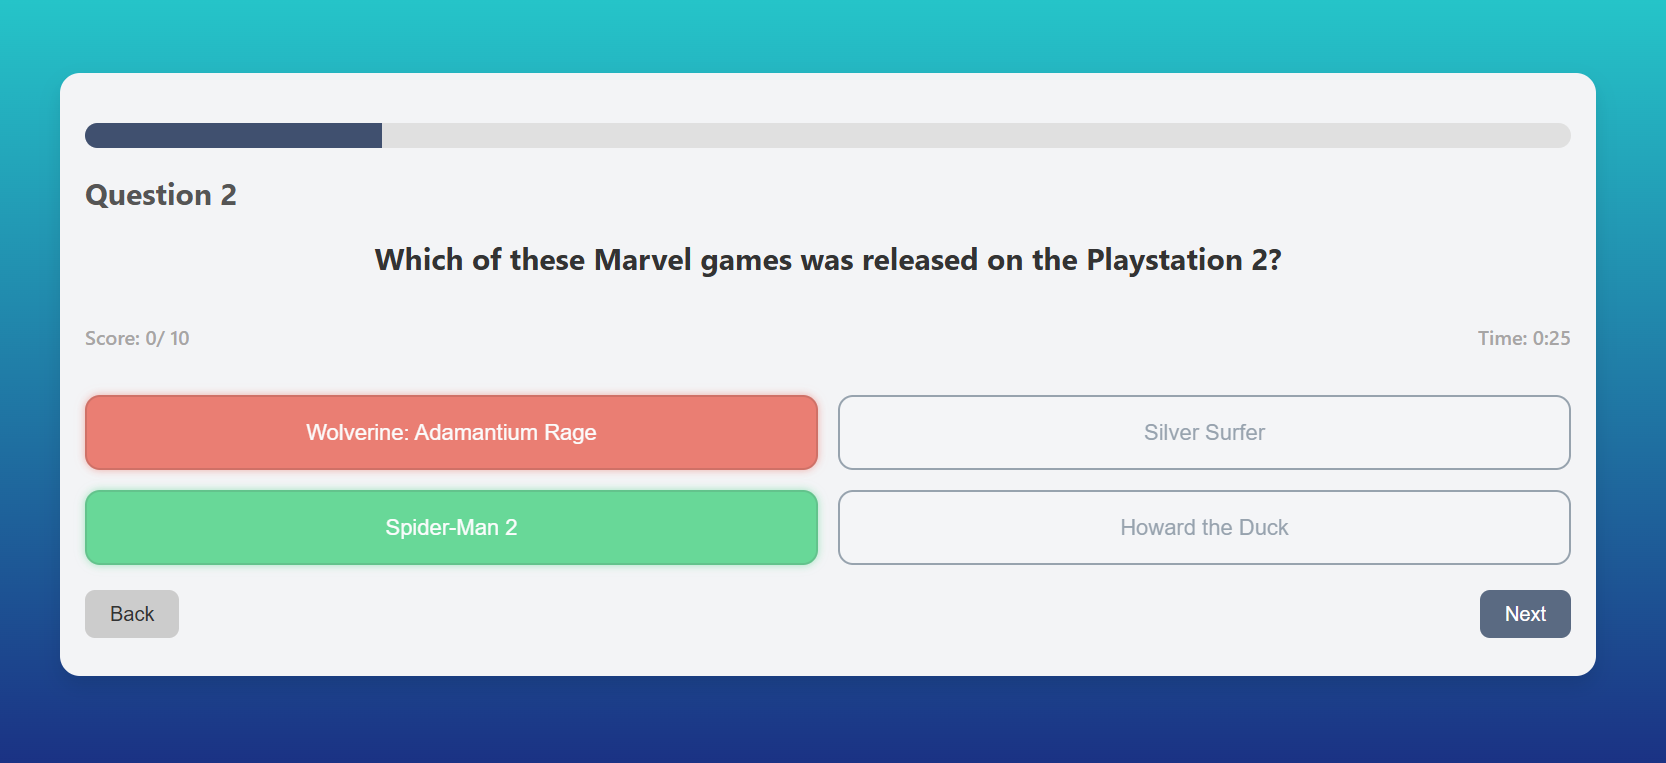 Question 2
Which of these Marvel games was released on the Playstation 2?
Score: 0/ 10
Time: 0:25
Wolverine: Adamantium Rage
Silver Surfer
Spider-Man 2
Howard the Duck
Back
Next